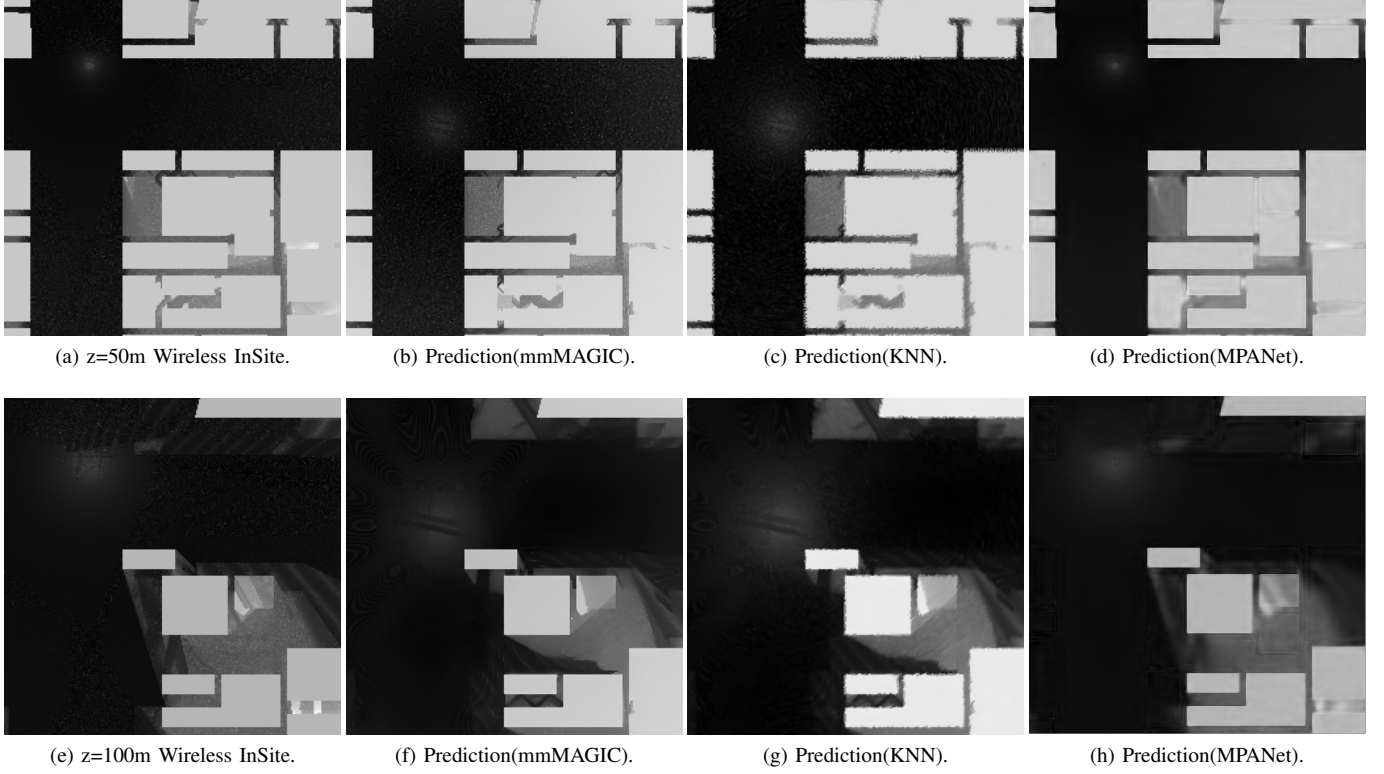 (a) z=50m Wireless InSite.
(b) Prediction(mmMAGIC).
(c) Prediction(KNN).
(d) Prediction(MPANet).
(e) z=100m Wireless InSite.
(f) Prediction(mmMAGIC).
(g) Prediction(KNN).
(h) Prediction(MPANet).